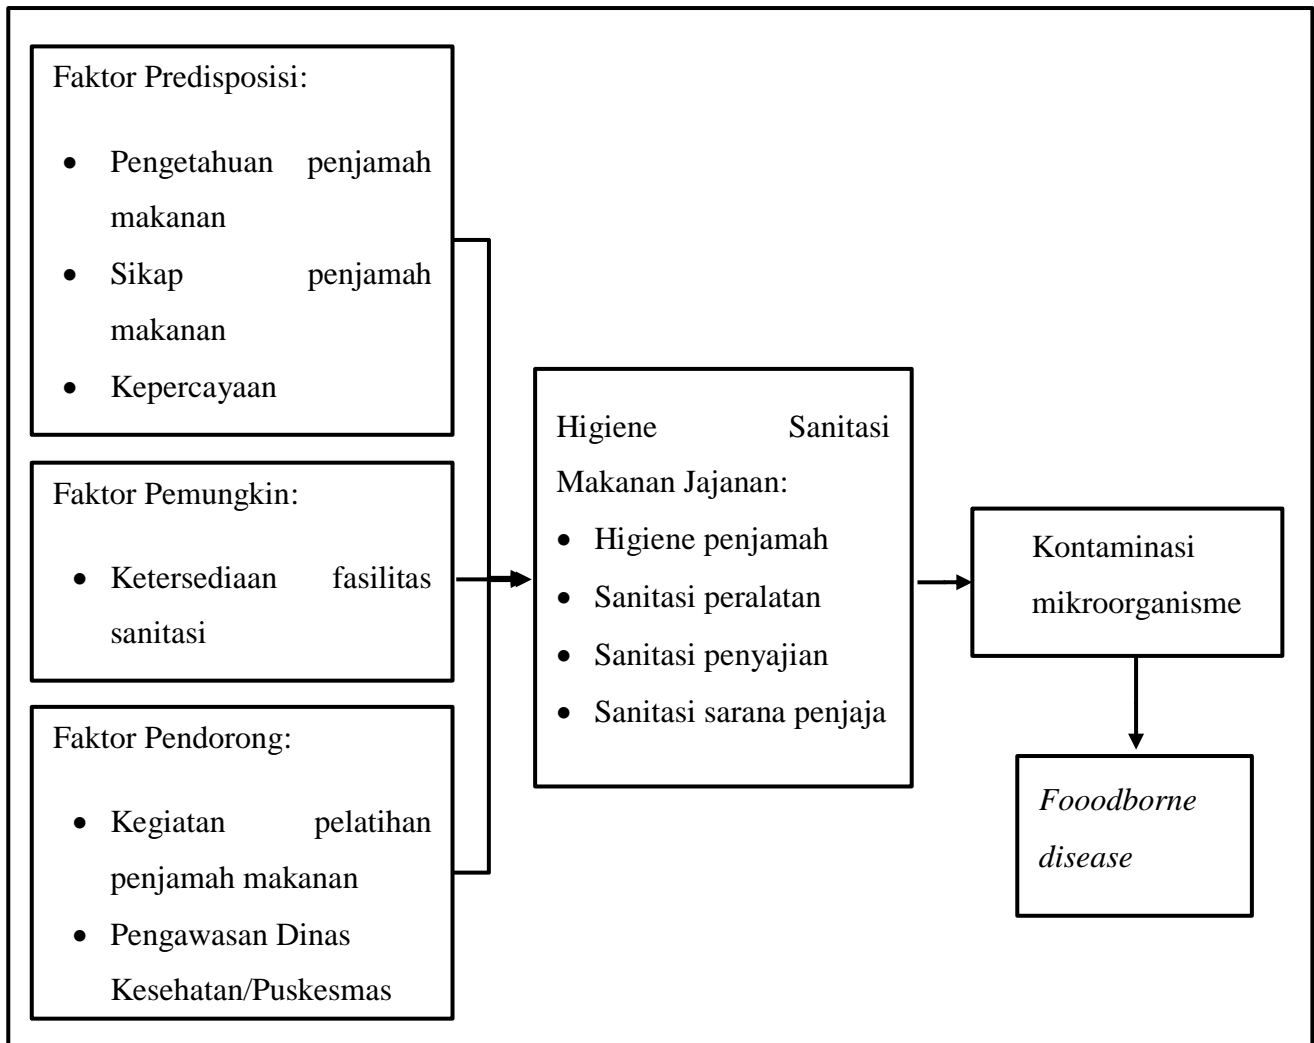 Faktor Predisposisi:
• Pengetahuan penjamah
makanan
• Sikap penjamah
makanan
• Kepercayaan
Faktor Pemungkin:
• Ketersediaan fasilitas
sanitasi
Faktor Pendorong:
• Kegiatan pelatihan
penjamah makanan
• Pengawasan Dinas
Kesehatan/Puskesmas
Higiene Sanitasi
Makanan Jajanan:
• Higiene penjamah
• Sanitasi peralatan
• Sanitasi penyajian
• Sanitasi sarana penjaja
Kontaminasi
mikroorganisme
Fooodborne
disease